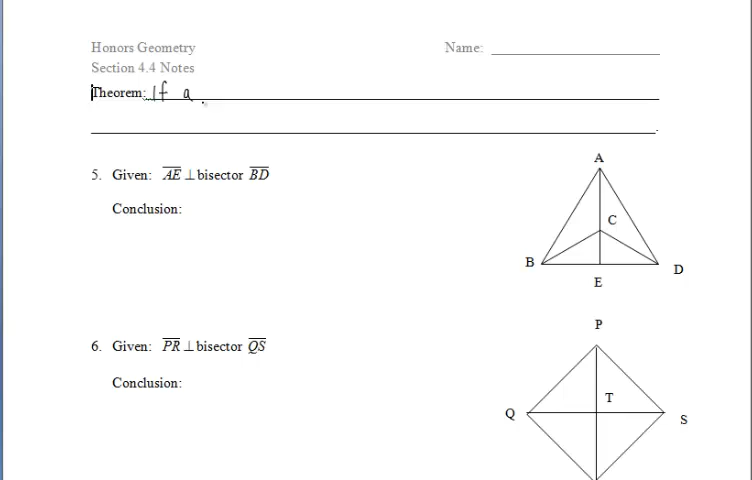 Honors Geometry Name: ____________________
Section 4.4 Notes
Theorem: If a
5. Given: AE ⊥ bisector BD
Conclusion:
A
C
B
D
E
6. Given: PR ⊥ bisector QS
Conclusion:
P
T
Q
S